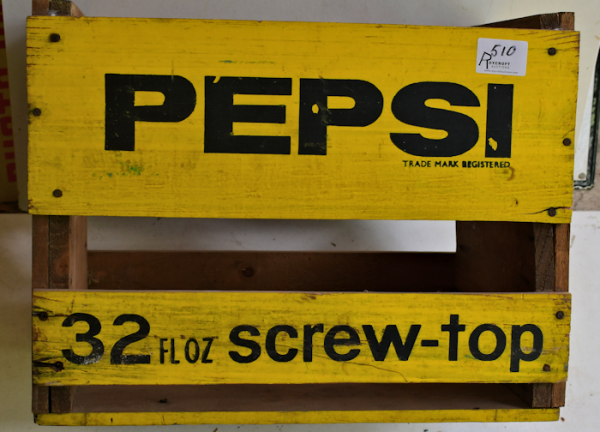 510
PEPSI
TRADE MARK REGISTERED
32 FL OZ screw-top